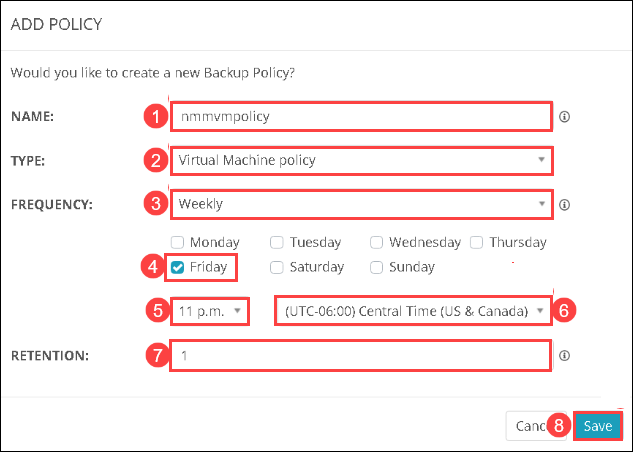 ADD POLICY
Would you like to create a new Backup Policy?
NAME: 1 nmmvmpolicy
TYPE: 2 Virtual Machine policy
FREQUENCY: 3 Weekly
Monday Tuesday Wednesday Thursday
4 Friday Saturday Sunday
5 11 p.m. (UTC-06:00) Central Time (US & Canada) 6
RETENTION: 7 1
Canc 8 Save